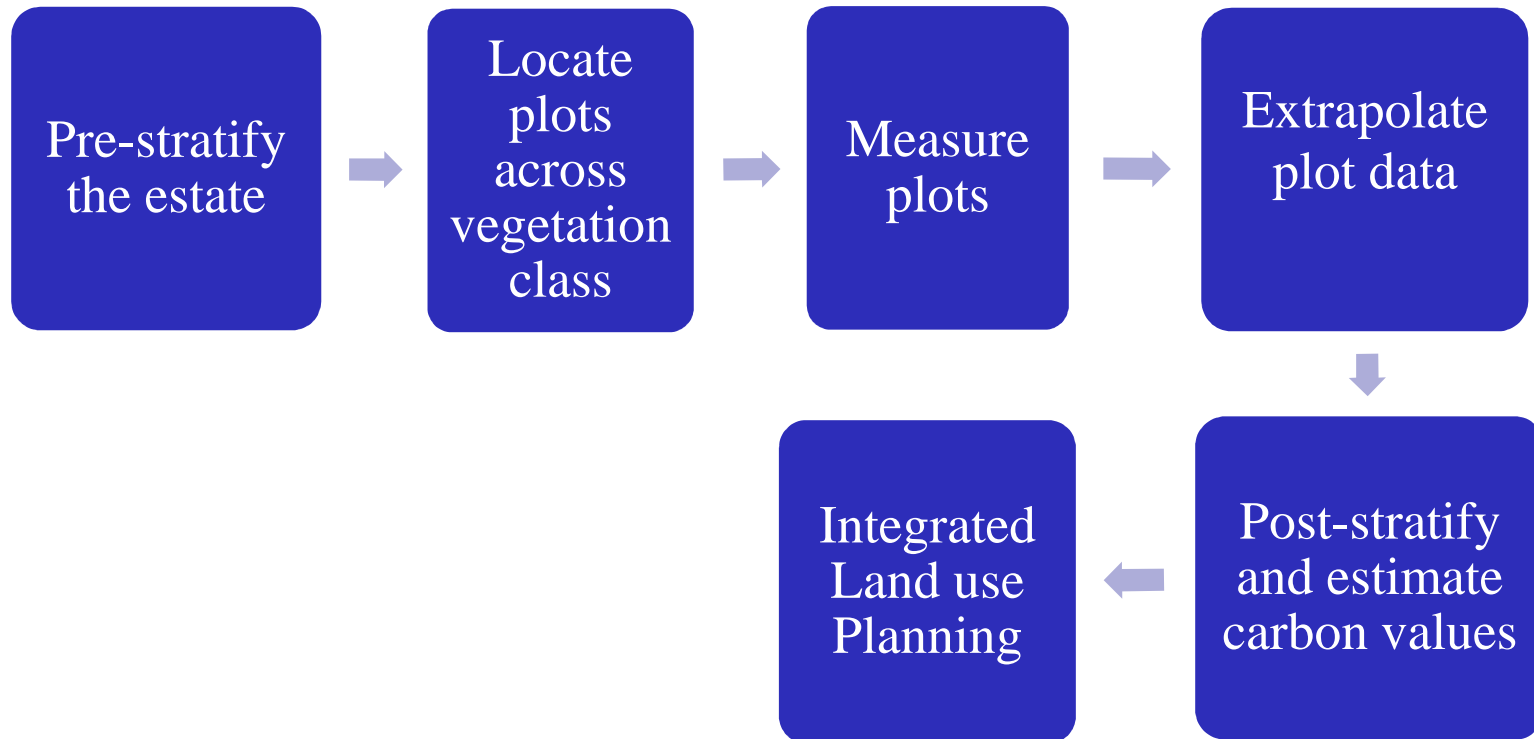 Pre-stratify
the estate
Locate
plots
across
vegetation
class
Measure
plots
Extrapolate
plot data
Post-stratify
and estimate
carbon values
Integrated
Land use
Planning